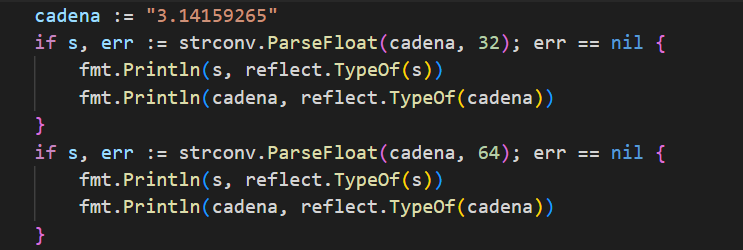 cadena := "3.14159265"
if s, err := strconv.ParseFloat(cadena, 32); err == nil {
    fmt.Println(s, reflect.TypeOf(s))
    fmt.Println(cadena, reflect.TypeOf(cadena))
}
if s, err := strconv.ParseFloat(cadena, 64); err == nil {
    fmt.Println(s, reflect.TypeOf(s))
    fmt.Println(cadena, reflect.TypeOf(cadena))
}